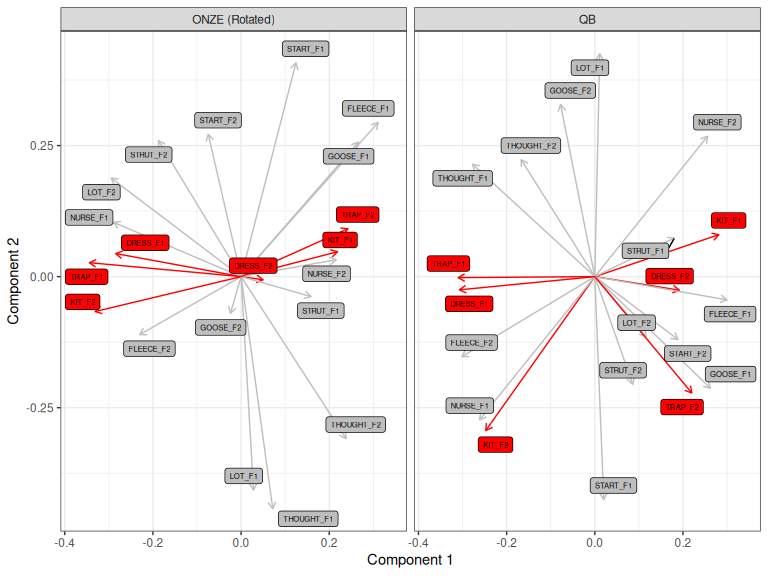 ONZE (Rotated)
QB
START_F1
FLEECE_F1
START_F2
STRUT_F2
GOOSE_F1
LOT_F2
NURSE_F1
TRAP_F2
DRESS_F1
KIT_F1
DRESS_F2
TRAP_F1
NURSE_F2
KIT_F2
STRUT_F1
GOOSE_F2
FLEECE_F2
THOUGHT_F2
LOT_F1
THOUGHT_F1
LOT_F1
GOOSE_F2
NURSE_F2
THOUGHT_F2
THOUGHT_F1
KIT_F1
STRUT_F1
TRAP_F1
DRESS_F2
DRESS_F1
FLEECE_F1
LOT_F2
FLEECE_F2
START_F2
STRUT_F2
GOOSE_F1
NURSE_F1
TRAP_F2
KIT_F2
START_F1
0.25
0.00
-0.25
Component 2
-0.4
-0.2
0.0
0.2
-0.4
-0.2
0.0
0.2
Component 1